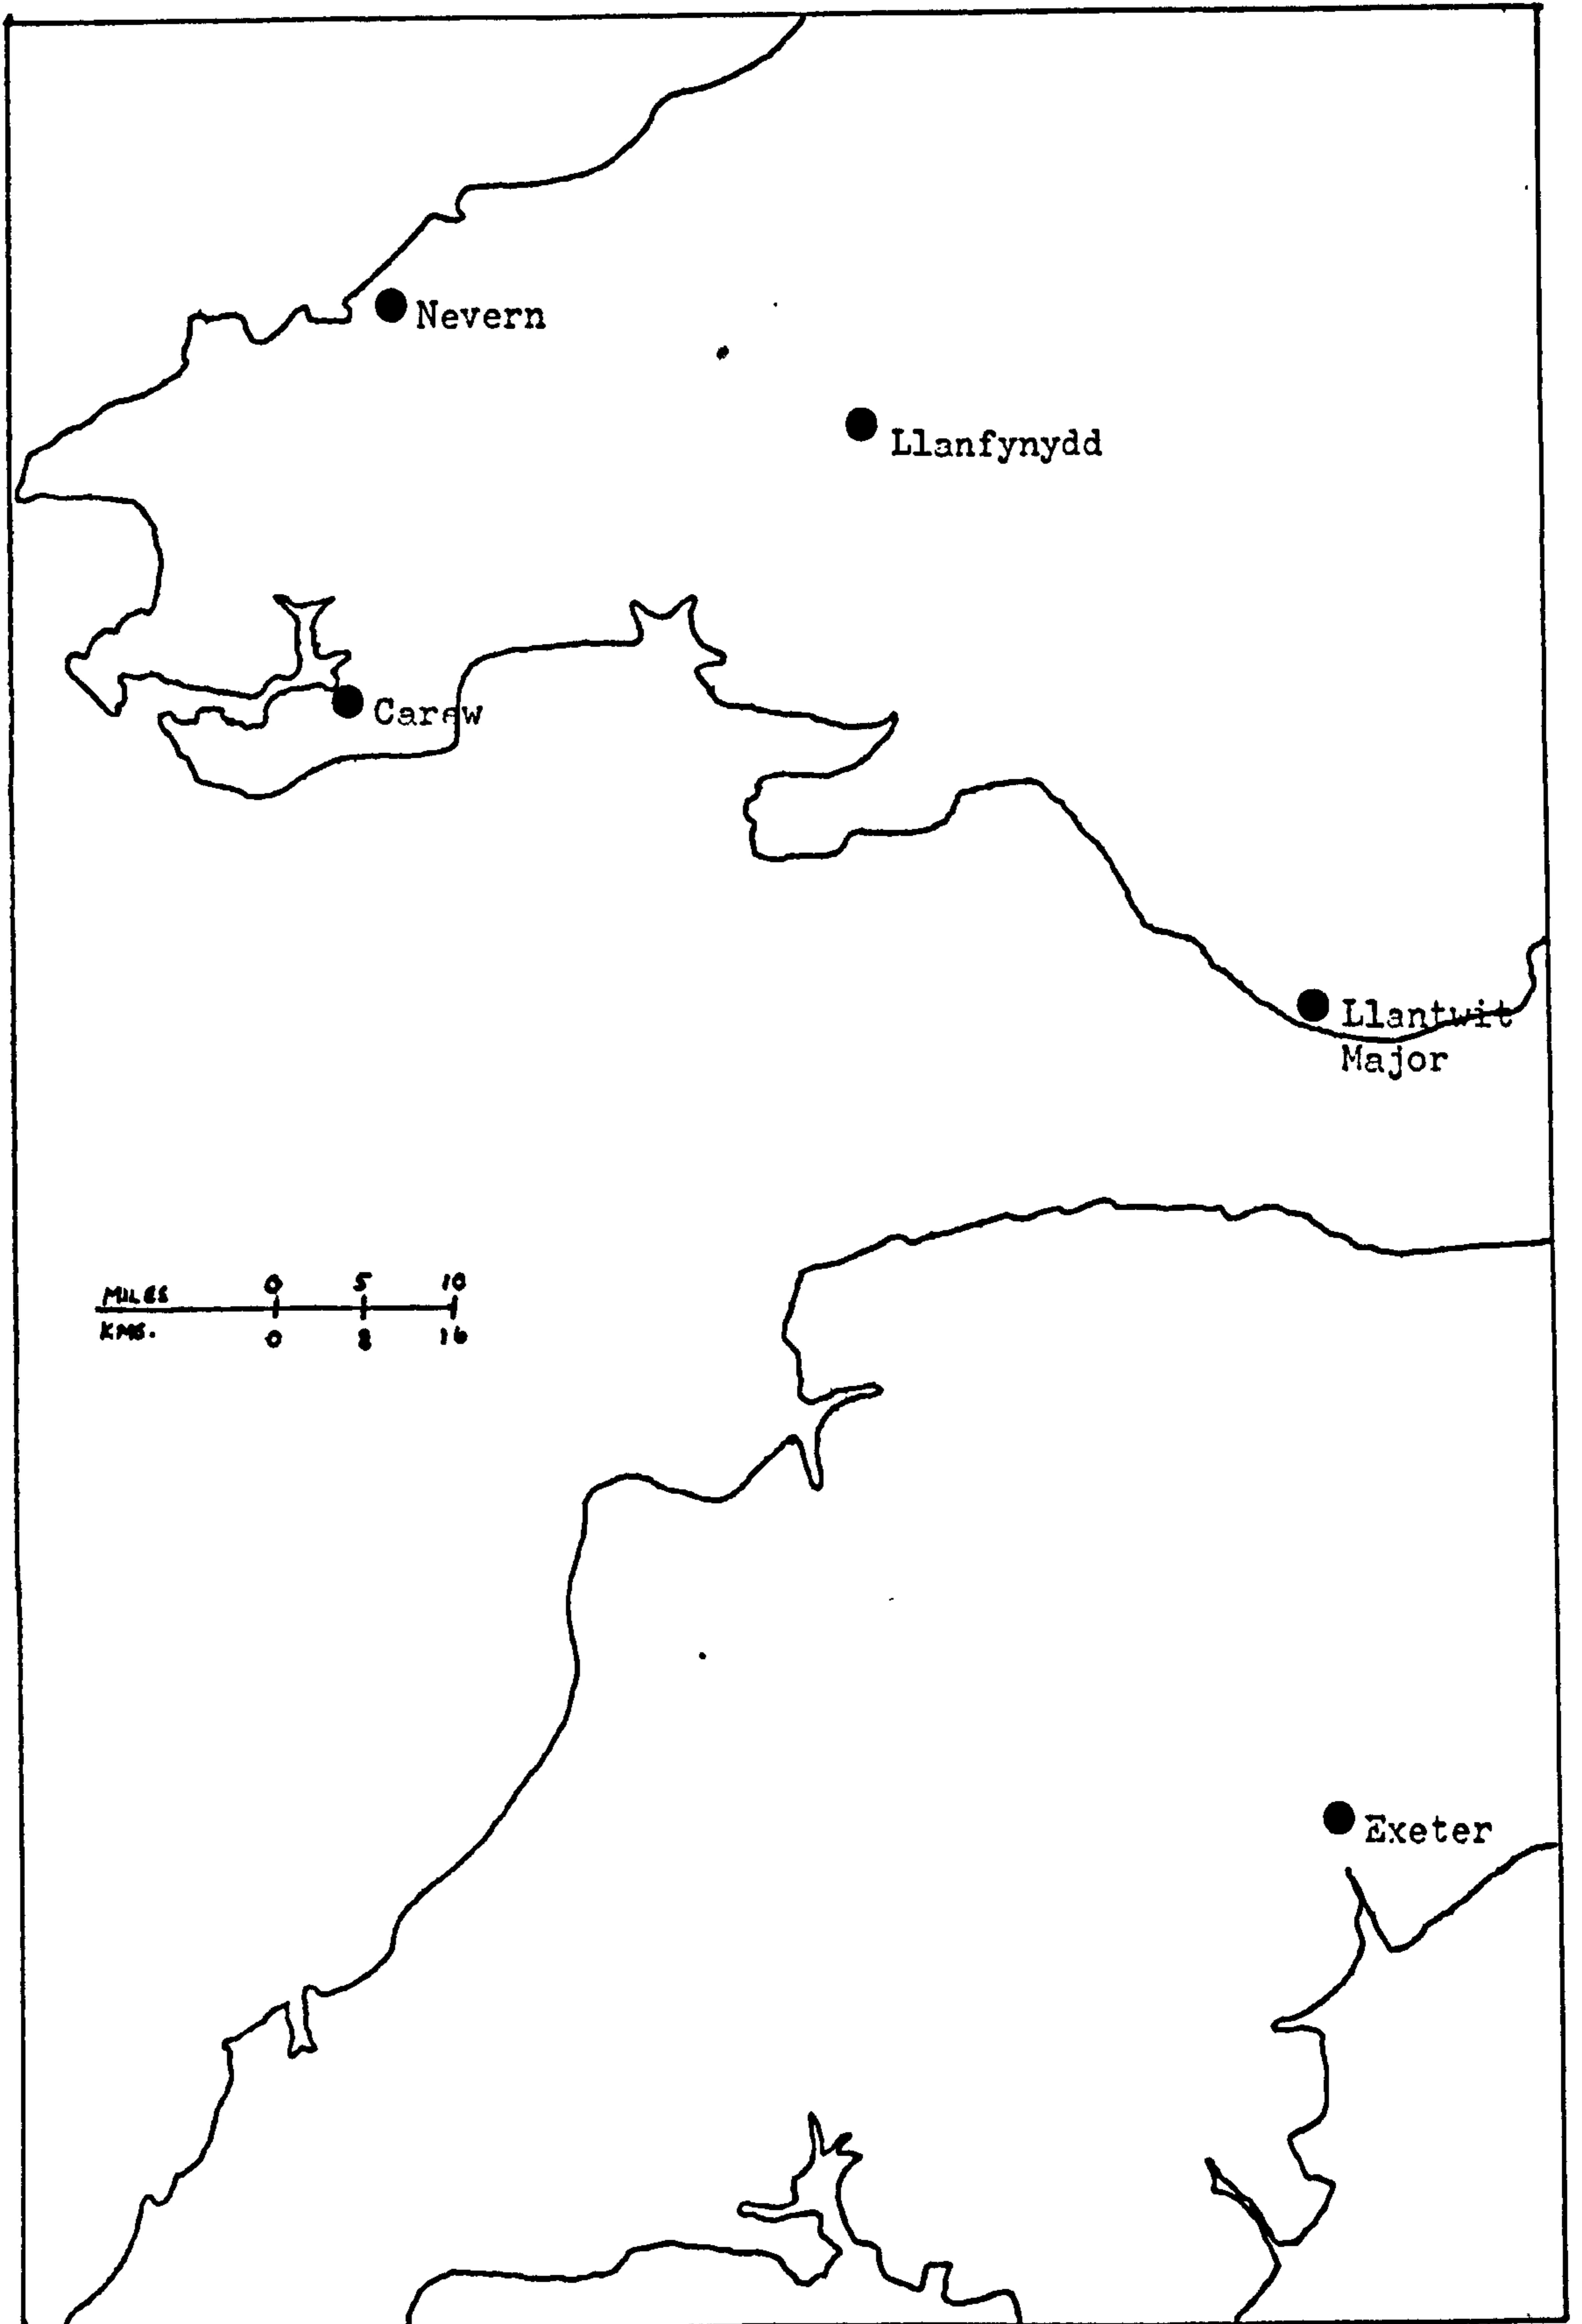 Nevern
Llanfynydd
Carew
Llantwit
Major
MILES 0 5 10
KMS. 0 8 16
Exeter